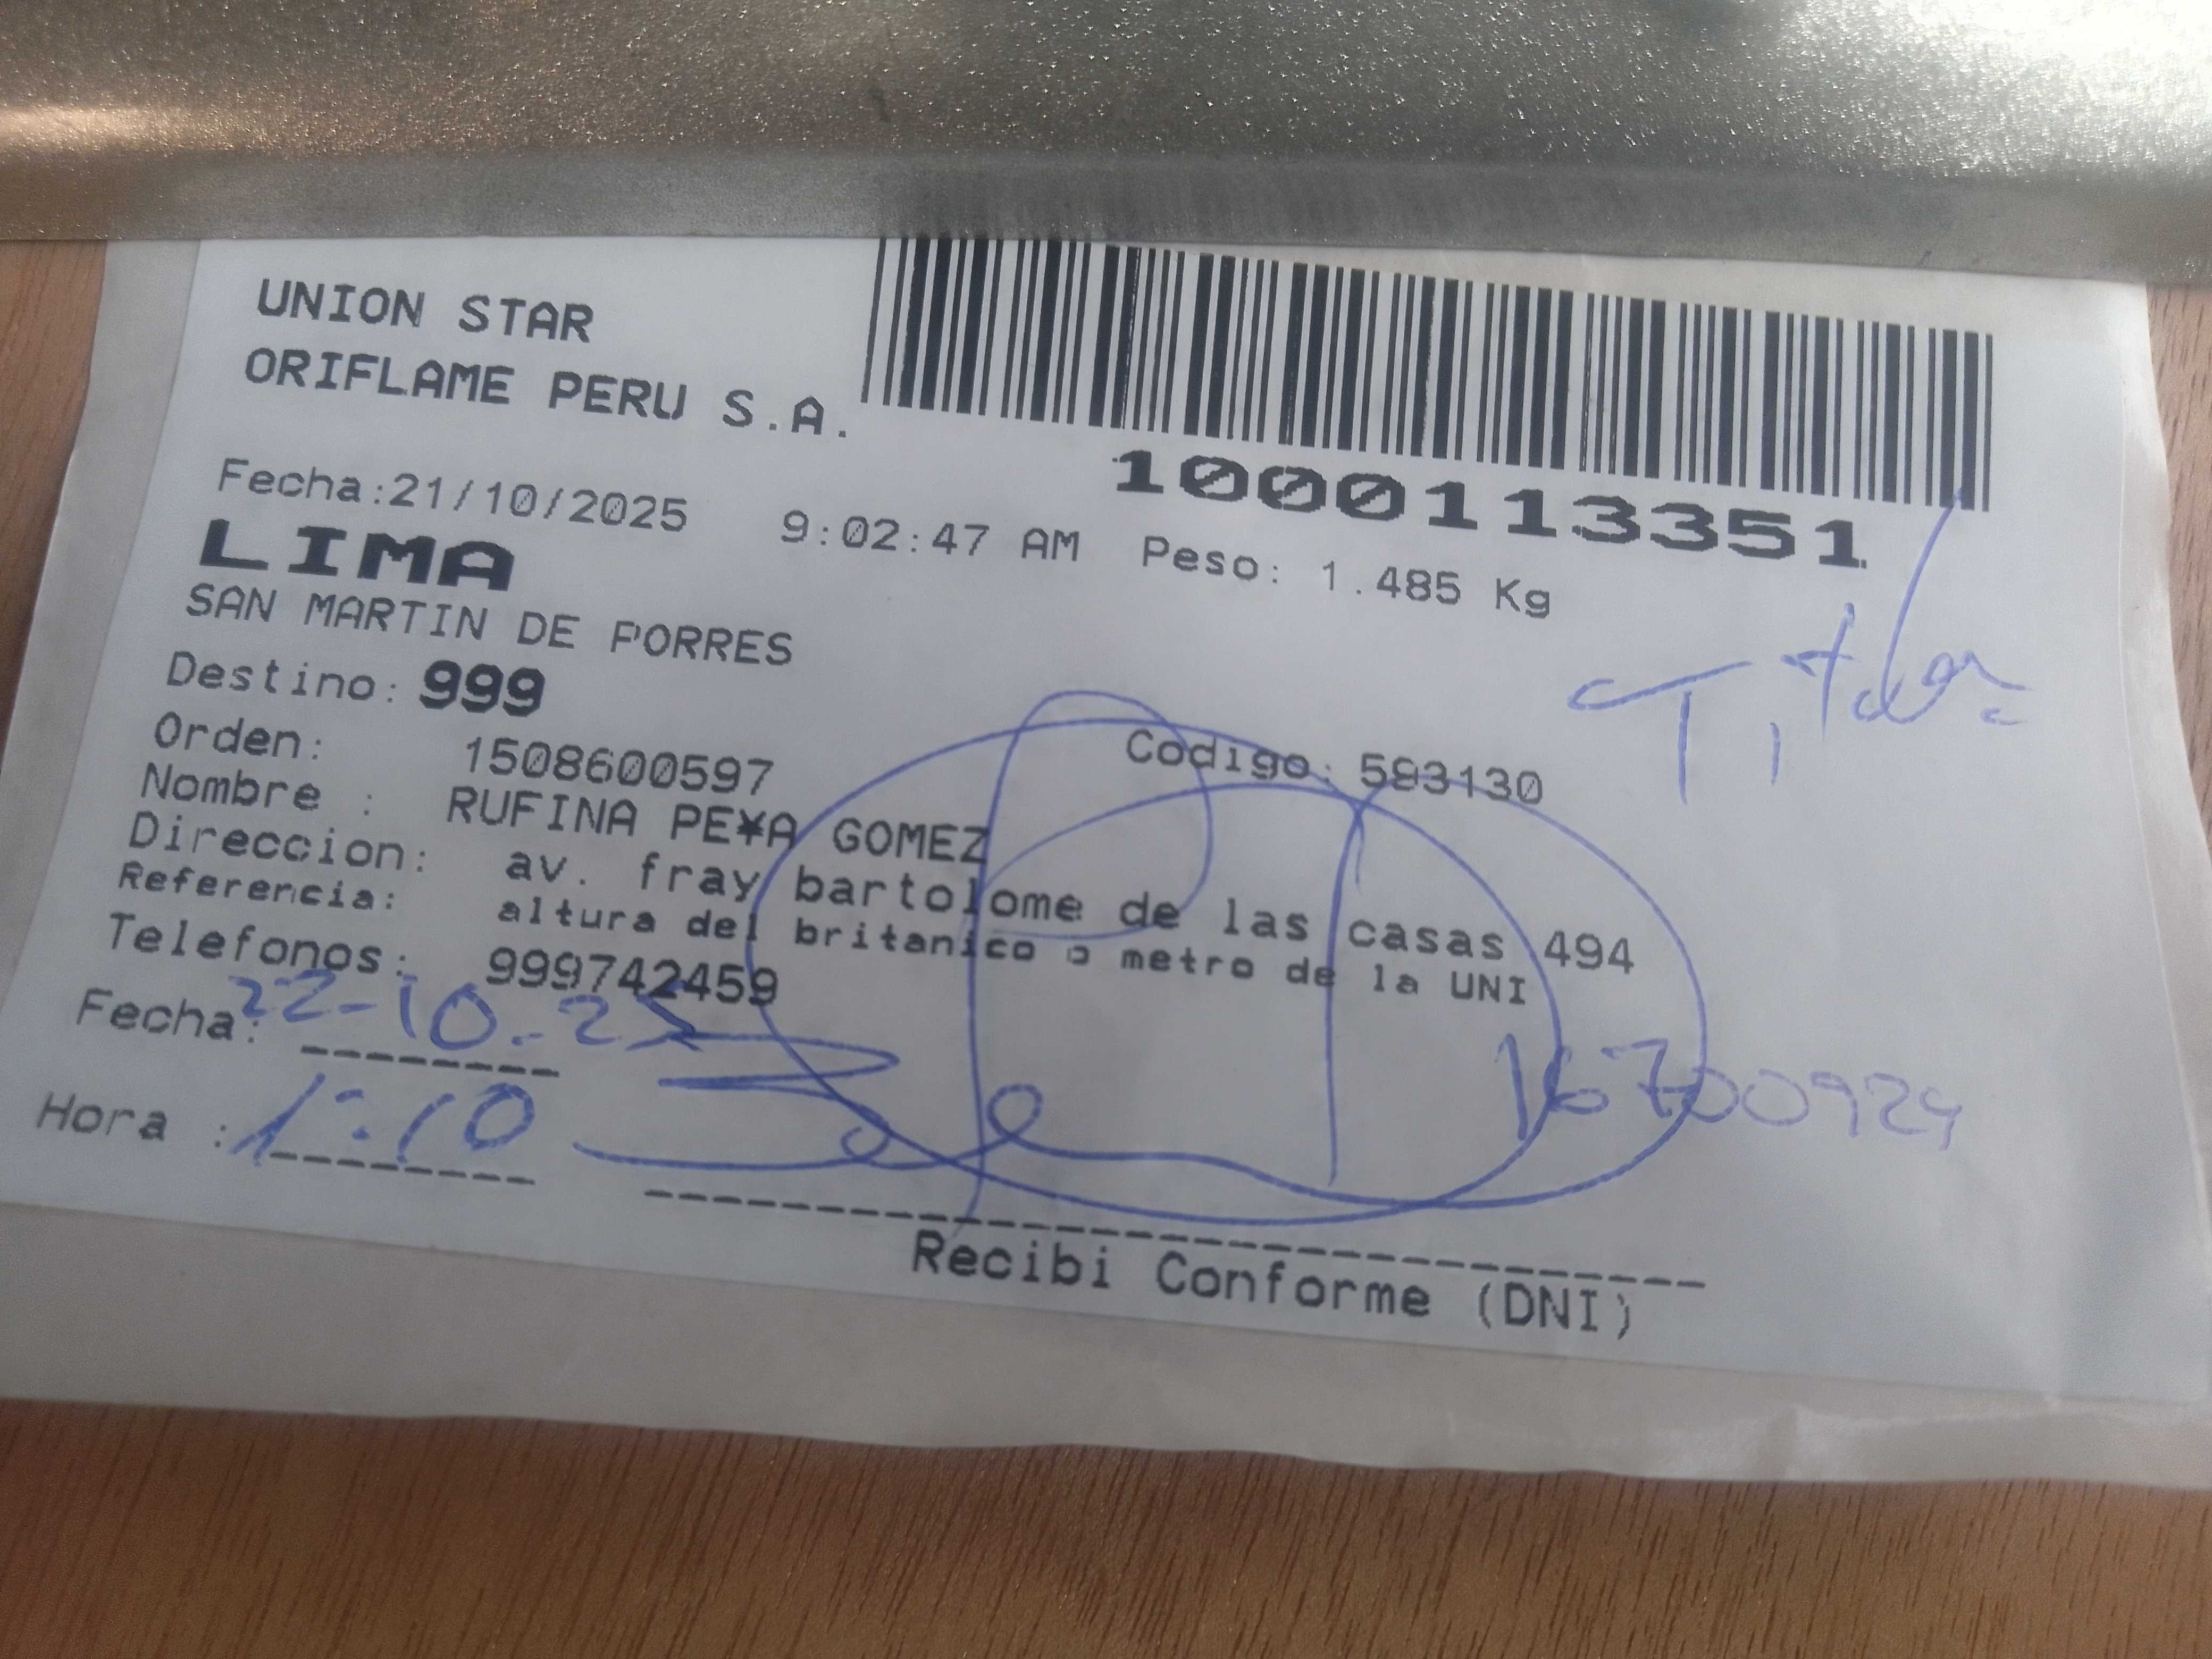 UNION STAR
ORIFLAME PERU S.A.
1000113351
Fecha:21/10/2025 9:02:47 AM Peso: 1.485 Kg
LIMA
SAN MARTIN DE PORRES
Titular
Destino: 999
Orden: 1508600597 Codigo: 593130
Nombre : RUFINA PE¥A GOMEZ
Direccion: av. fray bartolome de las casas 494
Referencia: altura del britanico o metro de la UNI
Telefonos: 999742459
Fecha: 22-10-25
16700924
Hora : 1:10
Recibi Conforme (DNI)